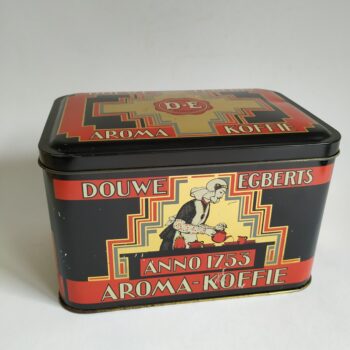 D·E
AROMA KOFFIE
DOUWE EGBERTS
ANNO 1753
AROMA-KOFFIE